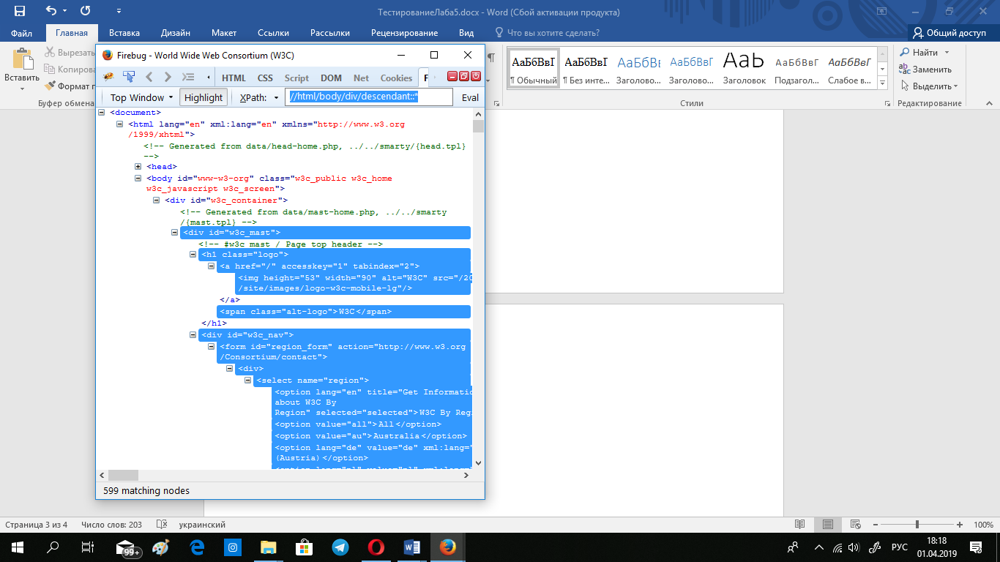 ТестированиеЛаба5.docx - Word (Сбой активации продукта)
Файл
Главная
Вставка
Дизайн
Макет
Ссылки
Рассылки
Рецензирование
Вид
Что вы хотите сделать?
Общий доступ
Вставить
Вырезать
Формат п
Буфер обмена
АаБбВвГ
¶ Обычный
АаБбВвГ
¶ Без инте...
АаБбВв
Заголово...
АаБбВвГ
Заголово...
Аab
Заголовок
АаБбВвГ
Подзагол...
АаБбВвГ
Слабое в...
Стили
Найти
Заменить
Выделить
Редактирование
Firebug - World Wide Web Consortium (W3C)
HTML
CSS
Script
DOM
Net
Cookies
F
Top Window
Highlight
XPath:
//html/body/div/descendant::*
Eval
<document>
<html lang="en" xml:lang="en" xmlns="http://www.w3.org
/1999/xhtml">
<!-- Generated from data/head-home.php, ../../smarty/{head.tpl}
-->
<head>
<body id="www-w3-org" class="w3c_public w3c_home
w3c_javascript w3c_screen">
<div id="w3c_container">
<!-- Generated from data/mast-home.php, ../../smarty
/{mast.tpl} -->
<div id="w3c_mast">
<!-- #w3c_mast / Page top header -->
<h1 class="logo">
<a href="/" accesskey="1" tabindex="2">
<img height="53" width="90" alt="W3C" src="/20
/site/images/logo-w3c-mobile-lg"/>
</a>
<span class="alt-logo">W3C</span>
</h1>
<div id="w3c_nav">
<form id="region_form" action="http://www.w3.org
/Consortium/contact">
<div>
<select name="region">
<option lang="en" title="Get Informatio
about W3C By
Region" selected="selected">W3C By Reg
<option value="all">All</option>
<option value="au">Australia</option>
<option lang="de" value="de" xml:lang="
(Austria)</option>
599 matching nodes
Страница 3 из 4
Число слов: 203
украинский
100%
99+
РУС
18:18
01.04.2019